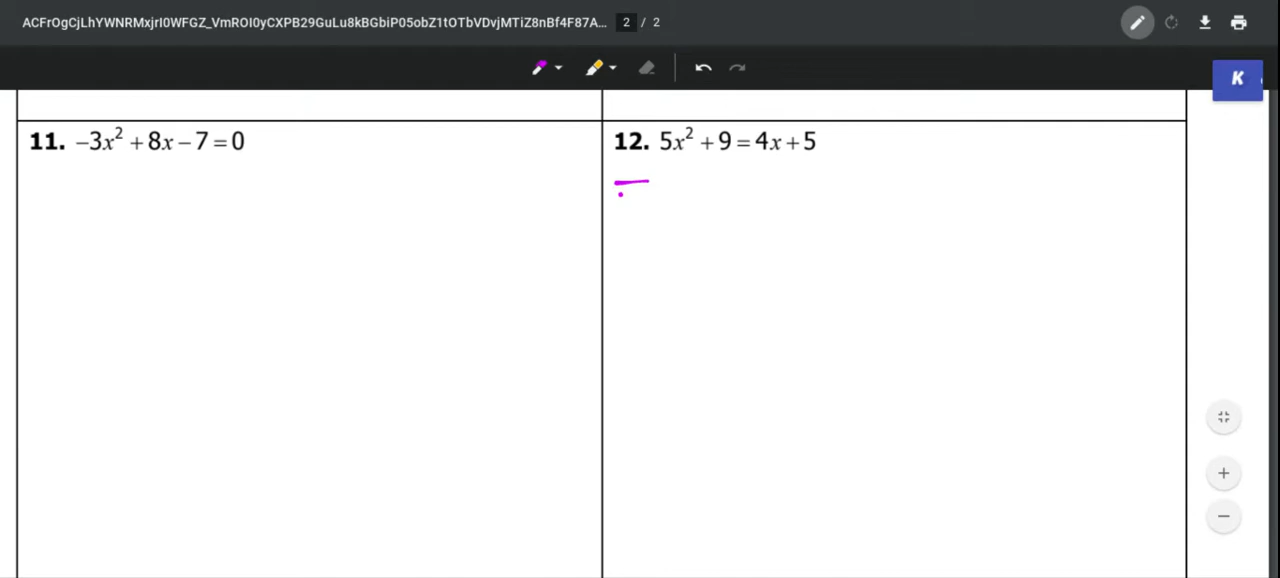 ACFrOgCjLhYWNRMxjrI0WFGZ_VmROI0yCXPB29GuLu8kBGbiP05obZ1tOTbVDvjMTiZ8nBf4F87A... 2 / 2
K
11. −3x² + 8x − 7 = 0
12. 5x² + 9 = 4x + 5